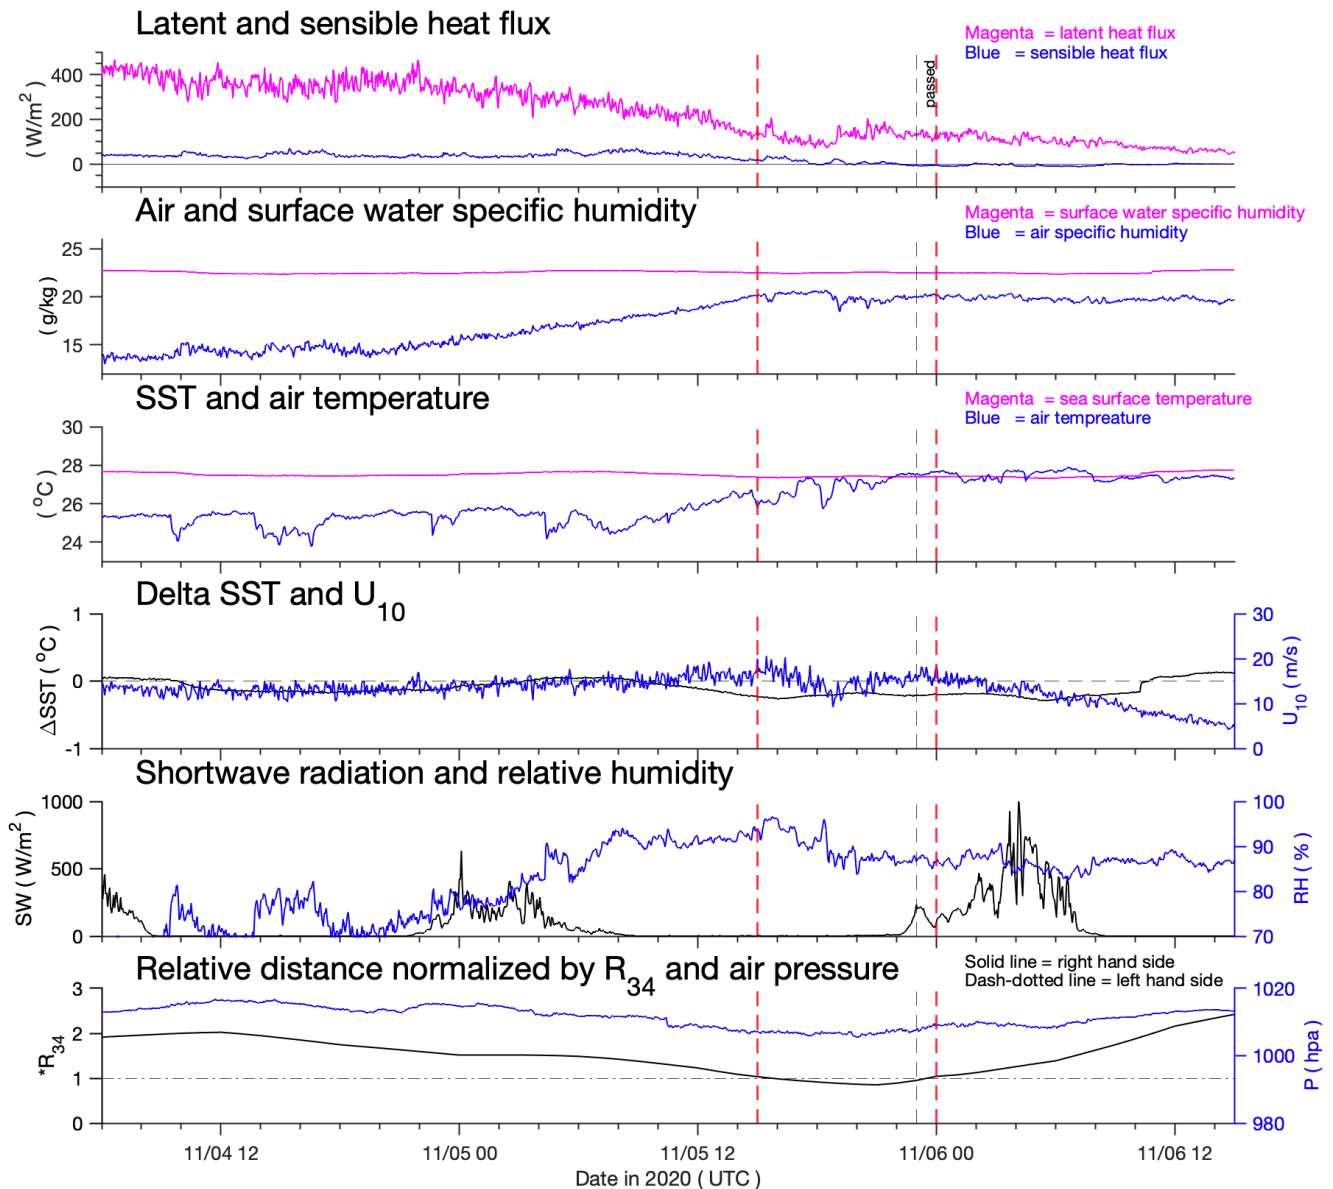 Latent and sensible heat flux
Magenta = latent heat flux
Blue = sensible heat flux
passed
400
200
0
( W/m2 )
Air and surface water specific humidity
Magenta = surface water specific humidity
Blue = air specific humidity
25
20
15
( g/kg )
SST and air temperature
Magenta = sea surface temperature
Blue = air tempreature
30
28
26
24
( oC )
Delta SST and U10
1
0
-1
ΔSST ( oC )
30
20
10
0
U10 ( m/s )
Shortwave radiation and relative humidity
1000
500
0
SW ( W/m2 )
100
90
80
70
RH ( % )
Relative distance normalized by R34 and air pressure
Solid line = right hand side
Dash-dotted line = left hand side
3
2
1
0
*R34
1020
1000
980
P ( hpa )
11/04 12
11/05 00
11/05 12
11/06 00
11/06 12
Date in 2020 ( UTC )